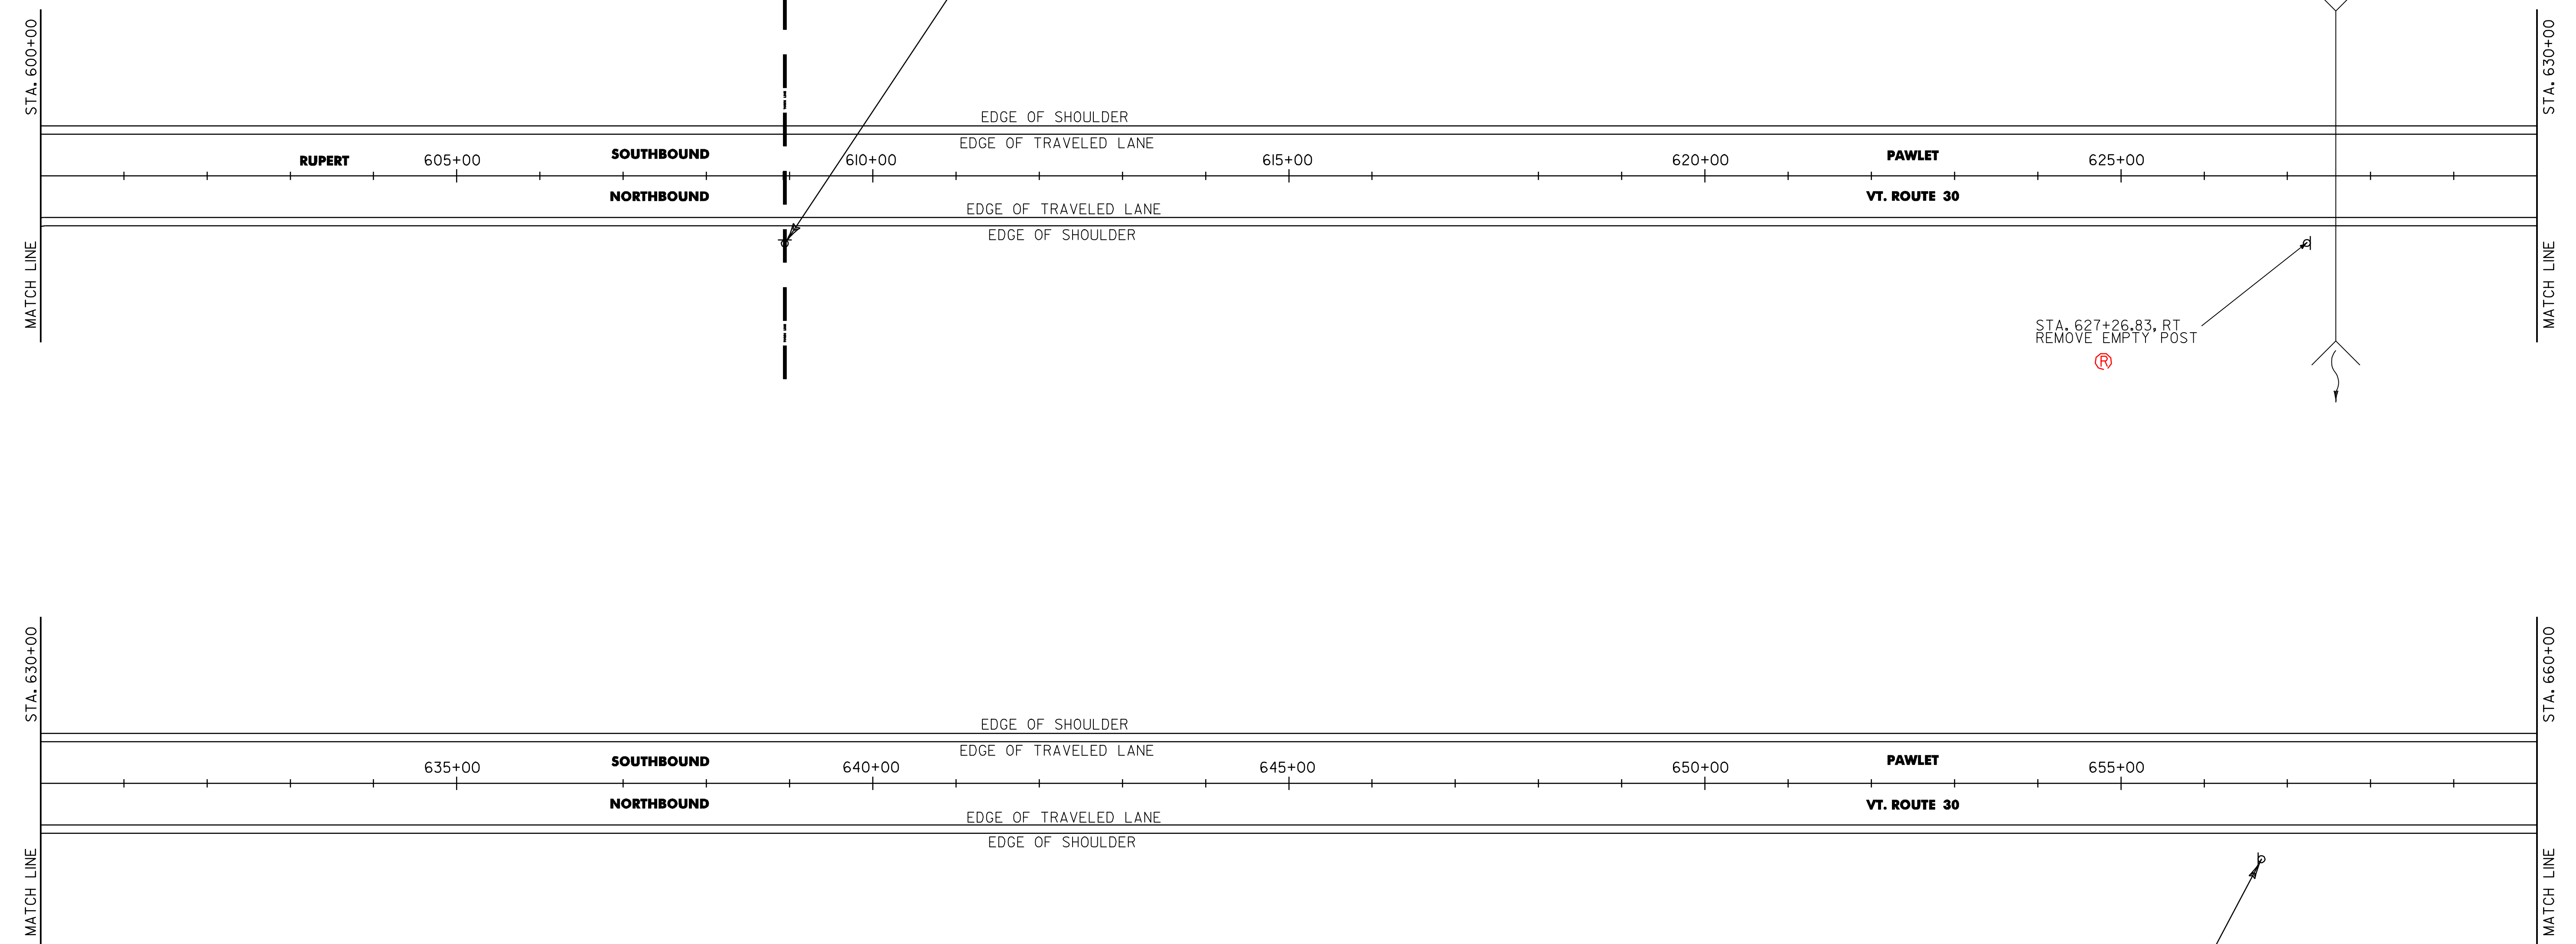 STA. 600+00
STA. 630+00
EDGE OF SHOULDER
EDGE OF TRAVELED LANE
RUPERT 605+00 SOUTHBOUND 610+00 615+00 620+00 PAWLET 625+00
NORTHBOUND VT. ROUTE 30
EDGE OF TRAVELED LANE
EDGE OF SHOULDER
MATCH LINE
MATCH LINE
STA. 627+26.83, RT
REMOVE EMPTY POST
R
STA. 630+00
STA. 660+00
EDGE OF SHOULDER
EDGE OF TRAVELED LANE
635+00 SOUTHBOUND 640+00 645+00 650+00 PAWLET 655+00
NORTHBOUND VT. ROUTE 30
EDGE OF TRAVELED LANE
EDGE OF SHOULDER
MATCH LINE
MATCH LINE